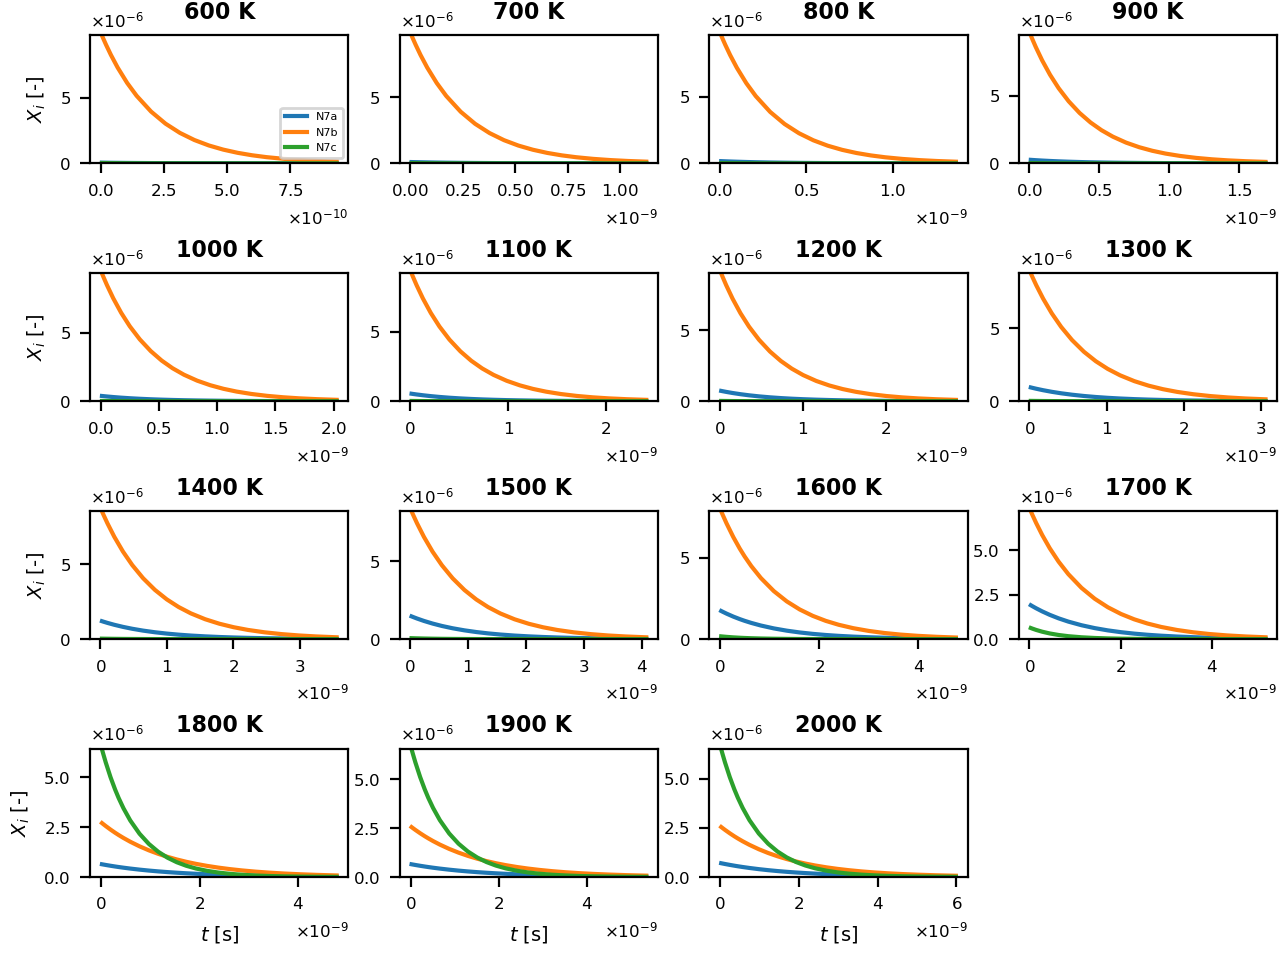 600 K 700 K 800 K 900 K
×10⁻⁶ ×10⁻⁶ ×10⁻⁶ ×10⁻⁶
Xᵢ [-]
5 5 5 5
0 0 0 0
N7a
N7b
N7c
0.0 2.5 5.0 7.5 0.00 0.25 0.50 0.75 1.00 0.0 0.5 1.0 0.0 0.5 1.0 1.5
×10⁻¹⁰ ×10⁻⁹ ×10⁻⁹ ×10⁻⁹
1000 K 1100 K 1200 K 1300 K
×10⁻⁶ ×10⁻⁶ ×10⁻⁶ ×10⁻⁶
Xᵢ [-]
5 5 5 5
0 0 0 0
0.0 0.5 1.0 1.5 2.0 0 1 2 0 1 2 0 1 2 3
×10⁻⁹ ×10⁻⁹ ×10⁻⁹ ×10⁻⁹
1400 K 1500 K 1600 K 1700 K
×10⁻⁶ ×10⁻⁶ ×10⁻⁶ ×10⁻⁶
Xᵢ [-]
5 5 5 5.0
2.5
0 0 0 0.0
0 1 2 3 0 1 2 3 4 0 2 4 0 2 4
×10⁻⁹ ×10⁻⁹ ×10⁻⁹ ×10⁻⁹
1800 K 1900 K 2000 K
×10⁻⁶ ×10⁻⁶ ×10⁻⁶
Xᵢ [-]
5.0 5.0 5.0
2.5 2.5 2.5
0.0 0.0 0.0
0 2 4 0 2 4 0 2 4 6
×10⁻⁹ ×10⁻⁹ ×10⁻⁹
t [s] t [s] t [s]